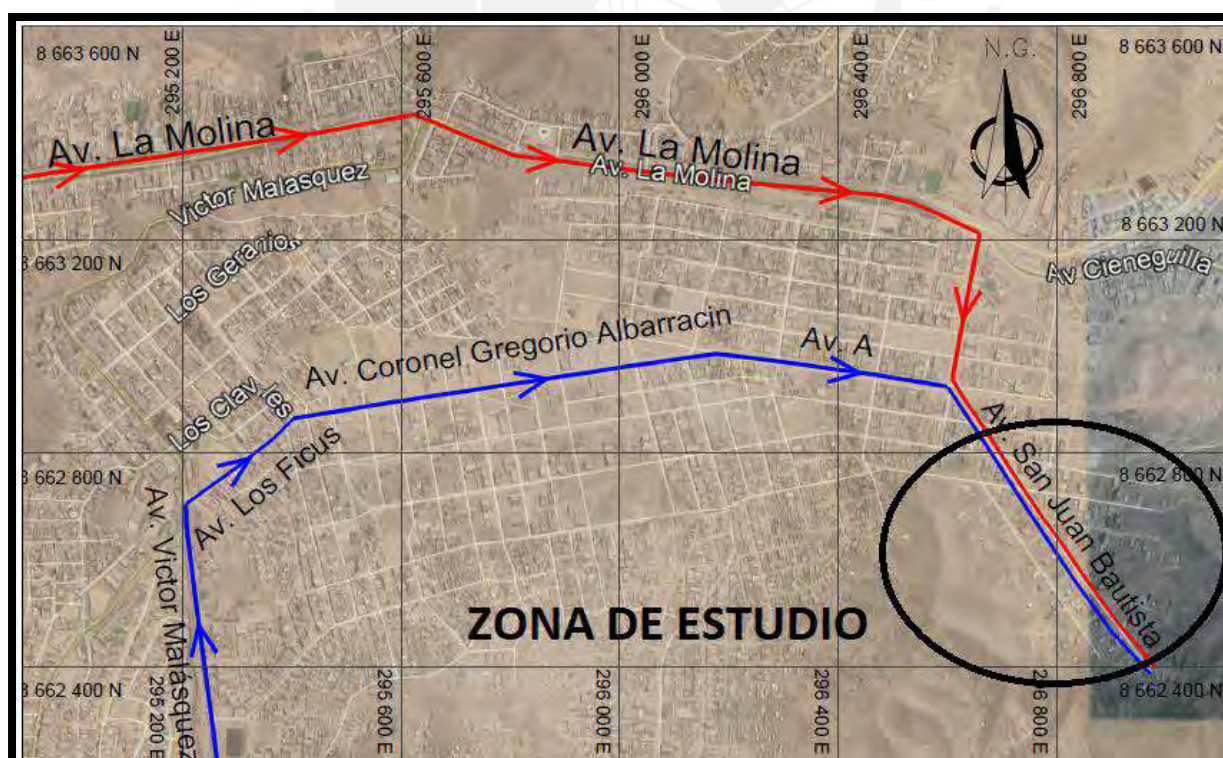 8 663 600 N
295 200 E
295 600 E
296 000 E
296 400 E
N.G.
296 800 E
8 663 600 N
Av. La Molina
Av. La Molina
Av. La Molina
Victor Malasquez
8 663 200 N
8 663 200 N
Los Geranios
Av Cieneguilla
Av. Coronel Gregorio Albarracin
Av. A
Los Claveles
Av. Los Ficus
Av. San Juan Bautista
8 662 800 N
8 662 800 N
Av. Victor Malásquez
ZONA DE ESTUDIO
8 662 400 N
8 662 400 N
295 200 E
295 600 E
296 000 E
296 400 E
296 800 E